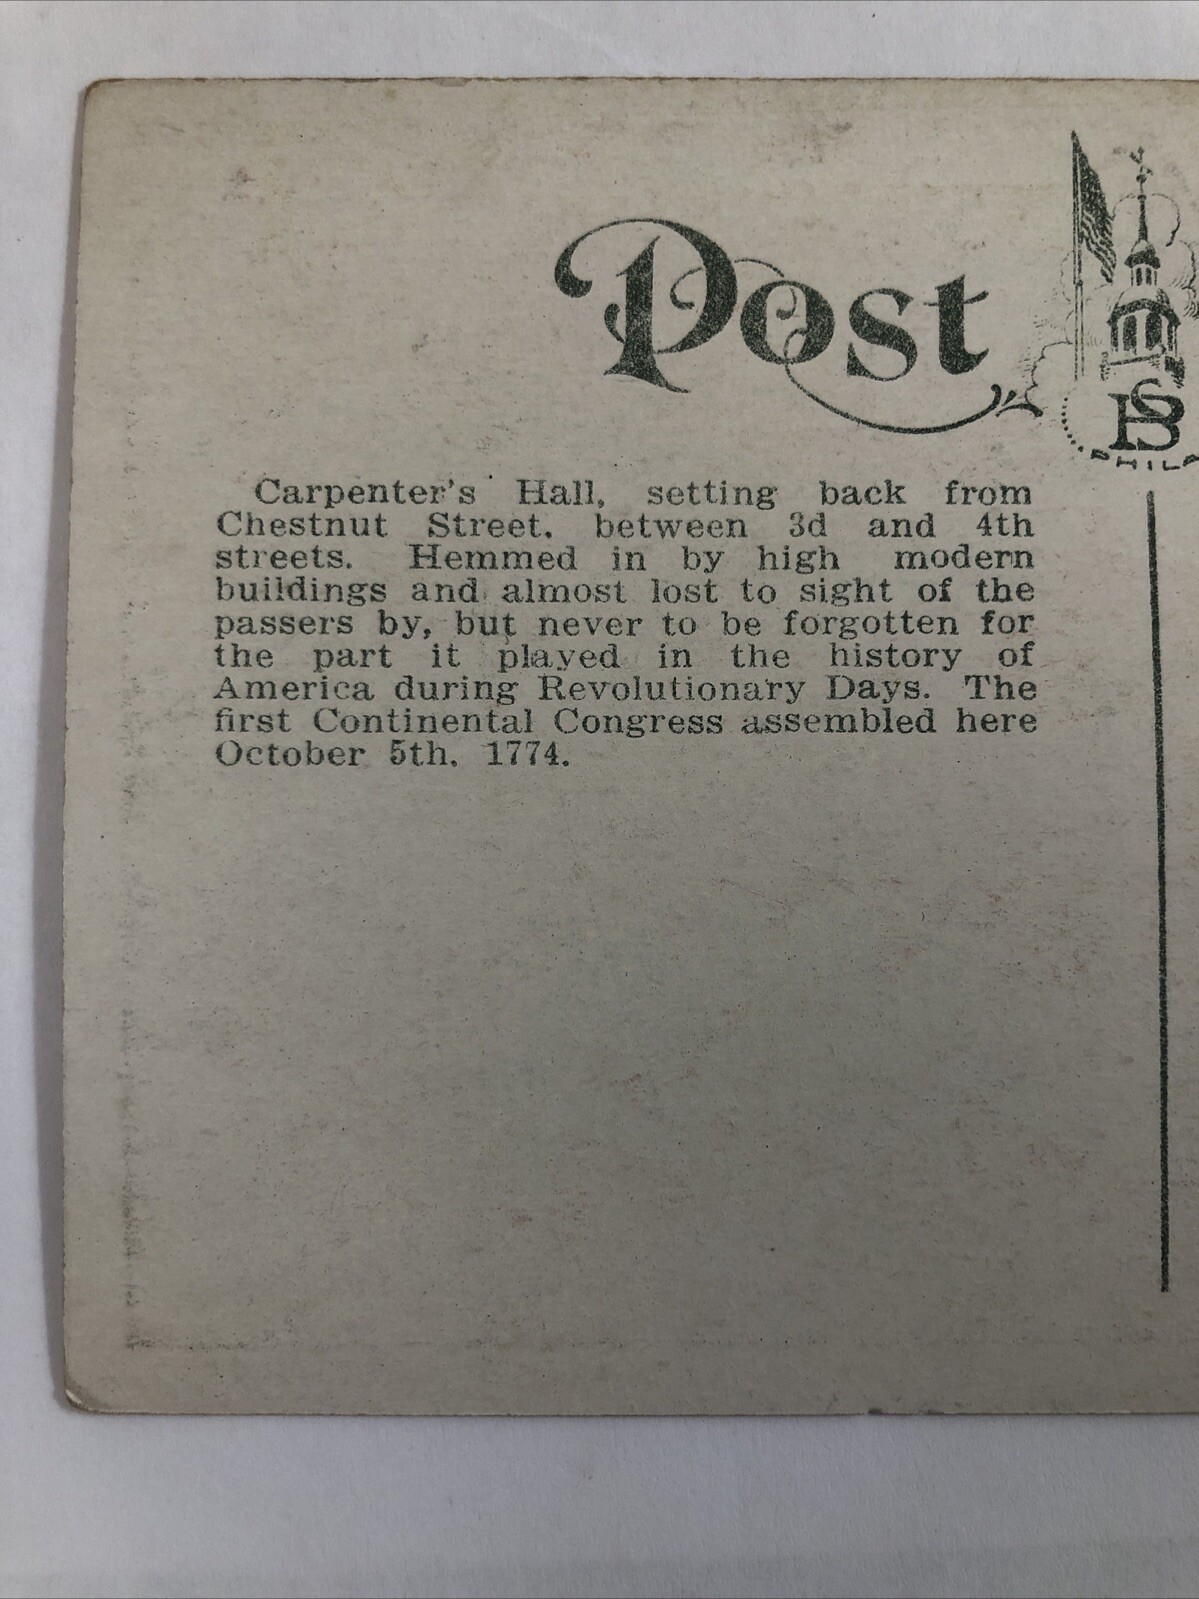 Post
HSB
PHILA
Carpenter's Hall, setting back from
Chestnut Street, between 3d and 4th
streets. Hemmed in by high modern
buildings and almost lost to sight of the
passers by, but never to be forgotten for
the part it played in the history of
America during Revolutionary Days. The
first Continental Congress assembled here
October 5th, 1774.